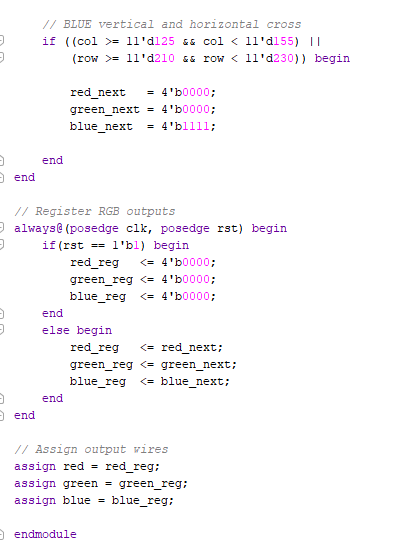 // BLUE vertical and horizontal cross
if ((col >= 11'd125 && col < 11'd155) ||
(row >= 11'd210 && row < 11'd230)) begin
red_next = 4'b0000;
green_next = 4'b0000;
blue_next = 4'b1111;
end
end
// Register RGB outputs
always@(posedge clk, posedge rst) begin
if(rst == 1'b1) begin
red_reg <= 4'b0000;
green_reg <= 4'b0000;
blue_reg <= 4'b0000;
end
else begin
red_reg <= red_next;
green_reg <= green_next;
blue_reg <= blue_next;
end
end
// Assign output wires
assign red = red_reg;
assign green = green_reg;
assign blue = blue_reg;
endmodule